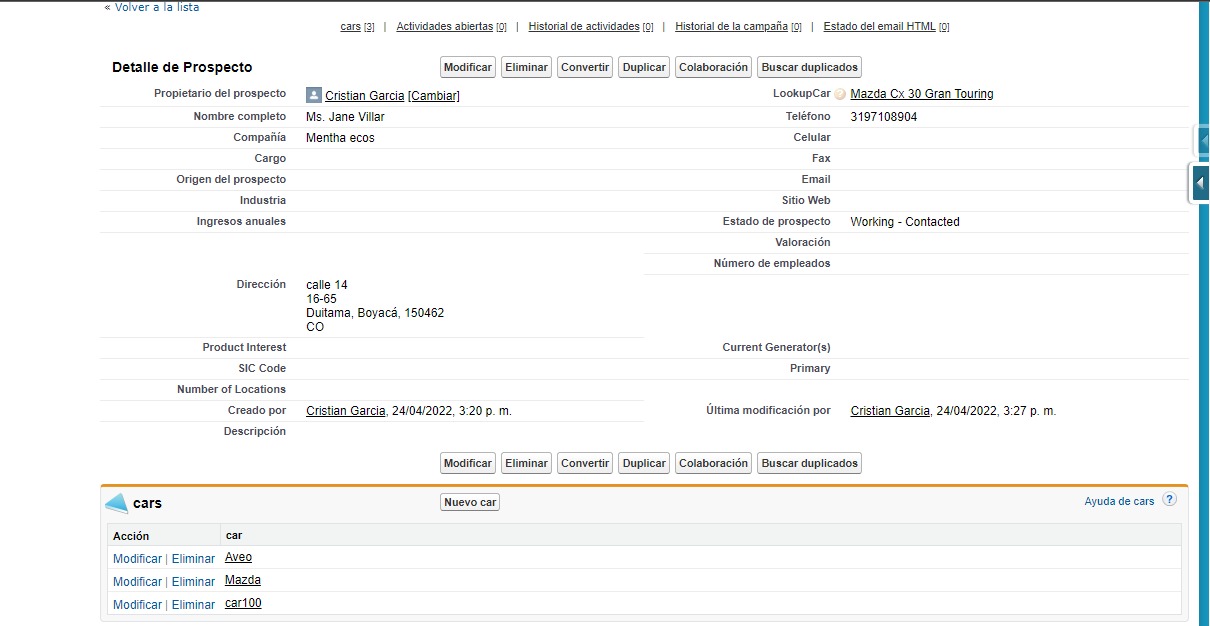 « Volver a la lista
cars [3] | Actividades abiertas [0] | Historial de actividades [0] | Historial de la campaña [0] | Estado del email HTML [0]
Detalle de Prospecto Modificar Eliminar Convertir Duplicar Colaboración Buscar duplicados
Propietario del prospecto Cristian Garcia [Cambiar] LookupCar Mazda Cx 30 Gran Touring
Nombre completo Ms. Jane Villar Teléfono 3197108904
Compañía Mentha ecos Celular
Cargo Fax
Origen del prospecto Email
Industria Sitio Web
Ingresos anuales Estado de prospecto Working - Contacted
Valoración
Número de empleados
Dirección calle 14
16-65
Duitama, Boyacá, 150462
CO
Product Interest Current Generator(s)
SIC Code Primary
Number of Locations
Creado por Cristian Garcia, 24/04/2022, 3:20 p. m. Última modificación por Cristian Garcia, 24/04/2022, 3:27 p. m.
Descripción
Modificar Eliminar Convertir Duplicar Colaboración Buscar duplicados
cars Nuevo car Ayuda de cars ?
Acción car
Modificar | Eliminar Aveo
Modificar | Eliminar Mazda
Modificar | Eliminar car100